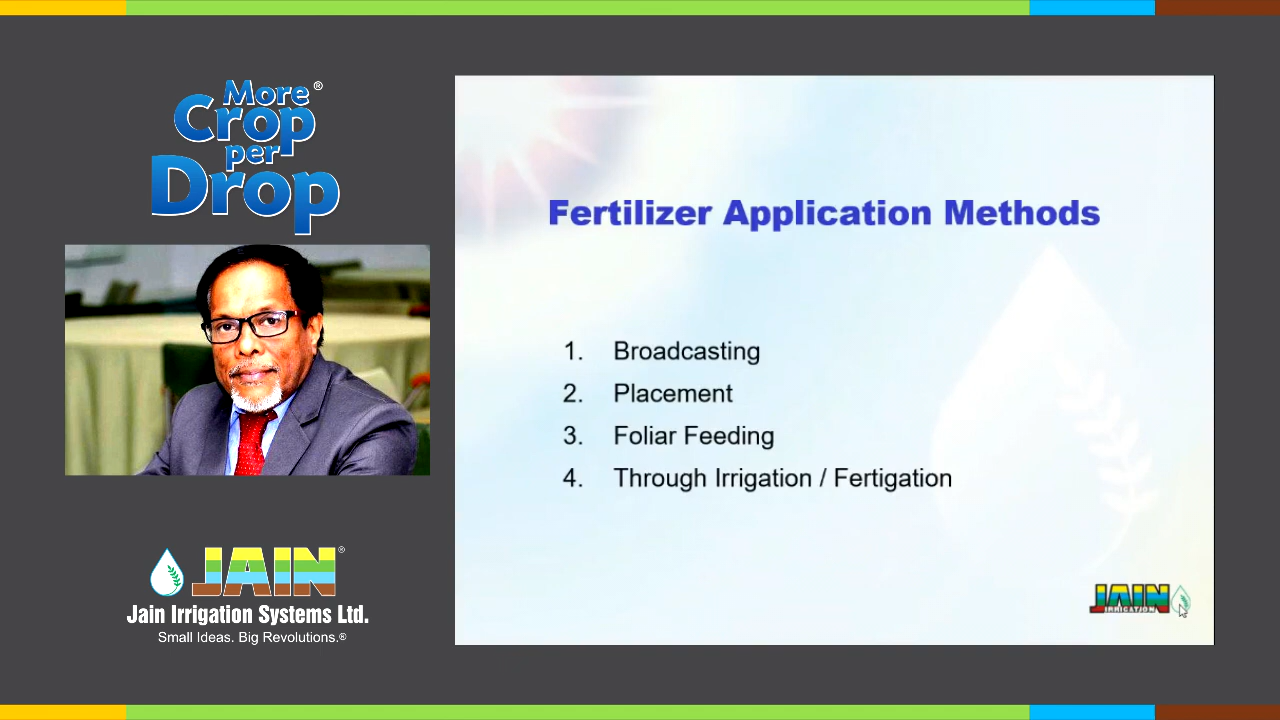 More®
Crop
per
Drop
JAIN®
Jain Irrigation Systems Ltd.
Small Ideas. Big Revolutions.®
Fertilizer Application Methods
1. Broadcasting
2. Placement
3. Foliar Feeding
4. Through Irrigation / Fertigation
JAIN
IRRIGATION